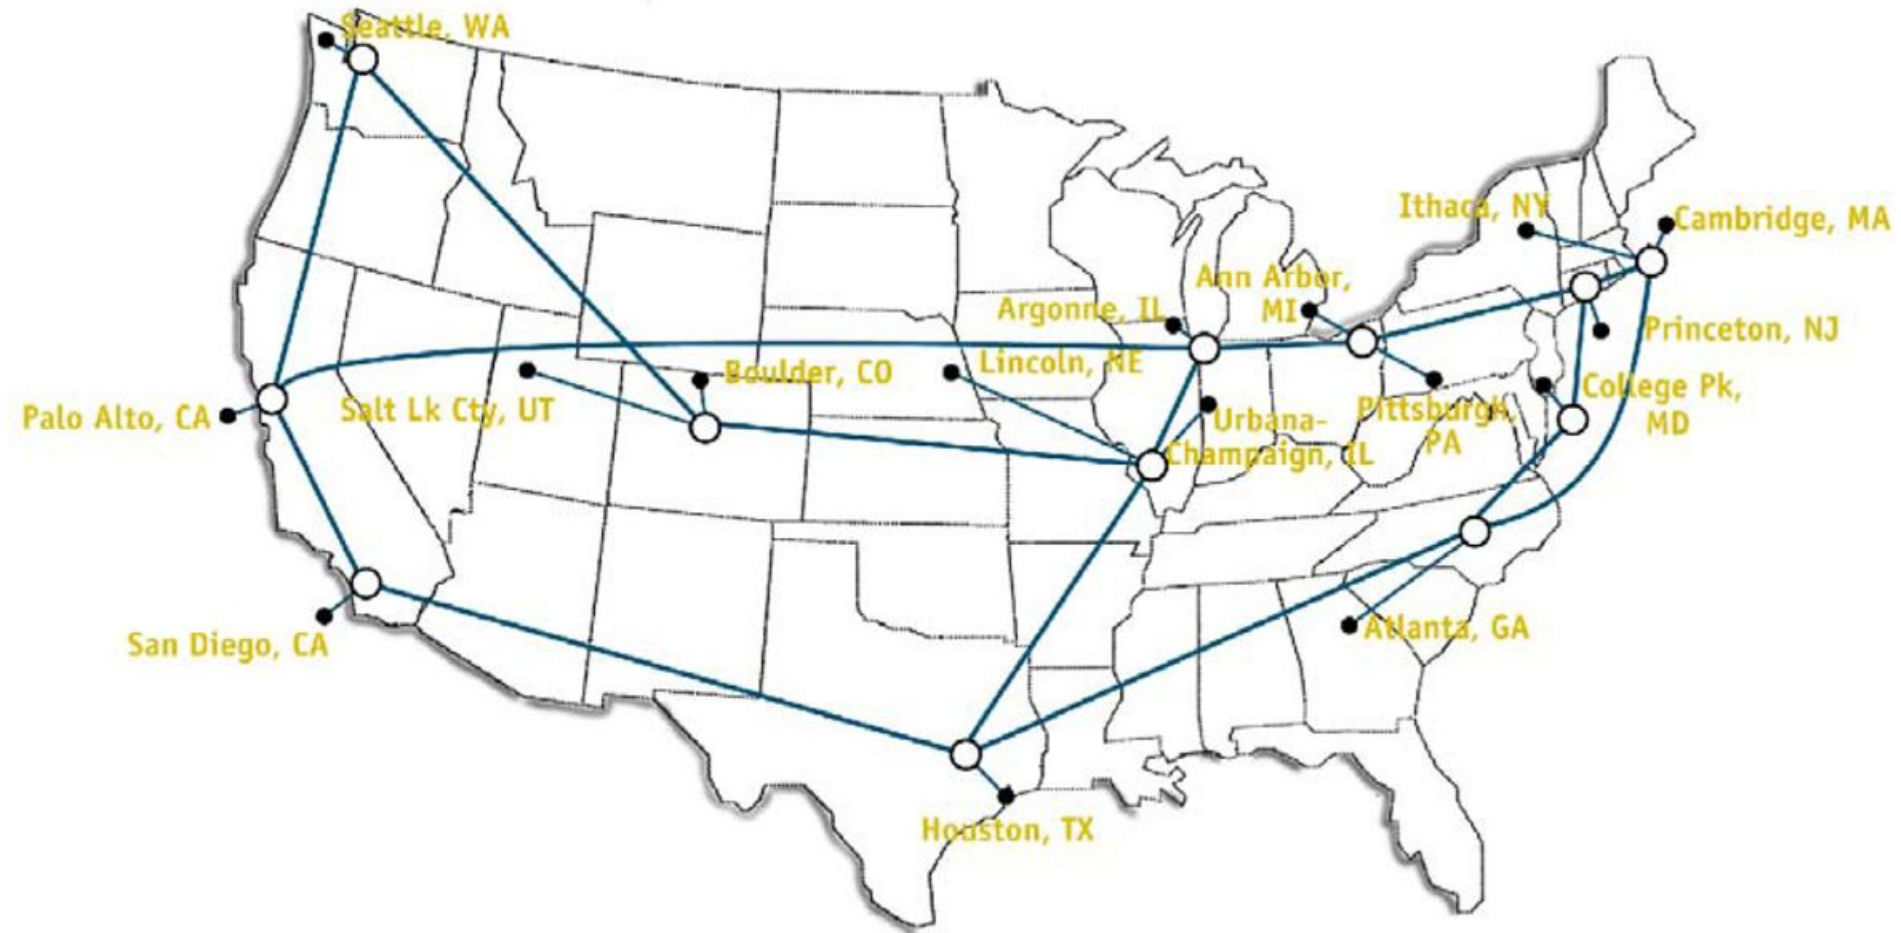 Seattle, WA
Ithaca, NY
Cambridge, MA
Ann Arbor,
MI
Argonne, IL
Princeton, NJ
Lincoln, NE
Boulder, CO
College Pk,
MD
Palo Alto, CA
Salt Lk Cty, UT
Pittsburgh,
PA
Urbana-
Champaign, IL
San Diego, CA
Atlanta, GA
Houston, TX